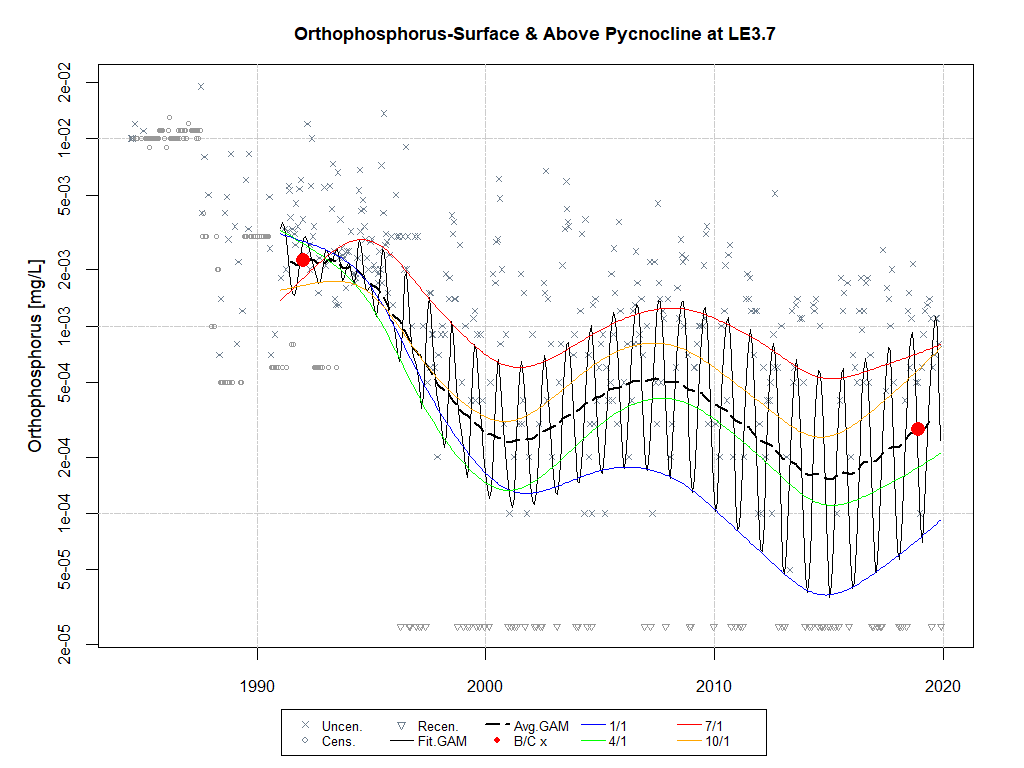 Orthophosphorus-Surface & Above Pycnocline at LE3.7
Orthophosphorus [mg/L]
2e-02
1e-02
5e-03
2e-03
1e-03
5e-04
2e-04
1e-04
5e-05
2e-05
1990 2000 2010 2020
Uncen. Recen. Avg.GAM 1/1 7/1
Cens. Fit.GAM B/C x 4/1 10/1